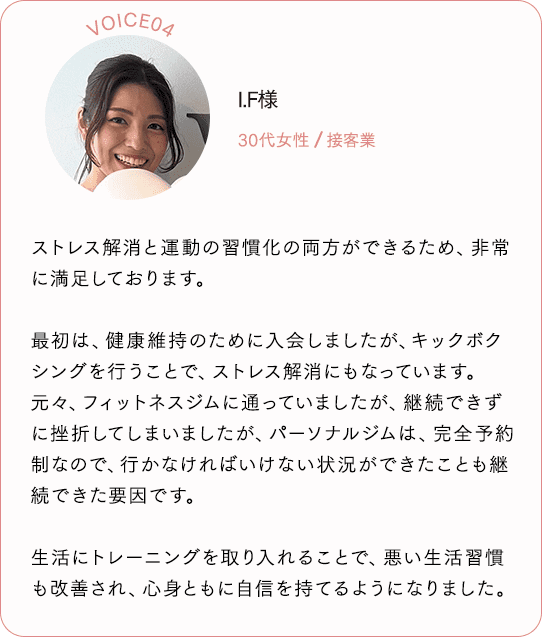 VOICE04
I.F様
30代女性 / 接客業
ストレス解消と運動の習慣化の両方ができるため、非常
に満足しております。
最初は、健康維持のために入会しましたが、キックボク
シングを行うことで、ストレス解消にもなっています。
元々、フィットネスジムに通っていましたが、継続できず
に挫折してしまいましたが、パーソナルジムは、完全予約
制なので、行かなければいけない状況ができたことも継
続できた要因です。
生活にトレーニングを取り入れることで、悪い生活習慣
も改善され、心身ともに自信を持てるようになりました。